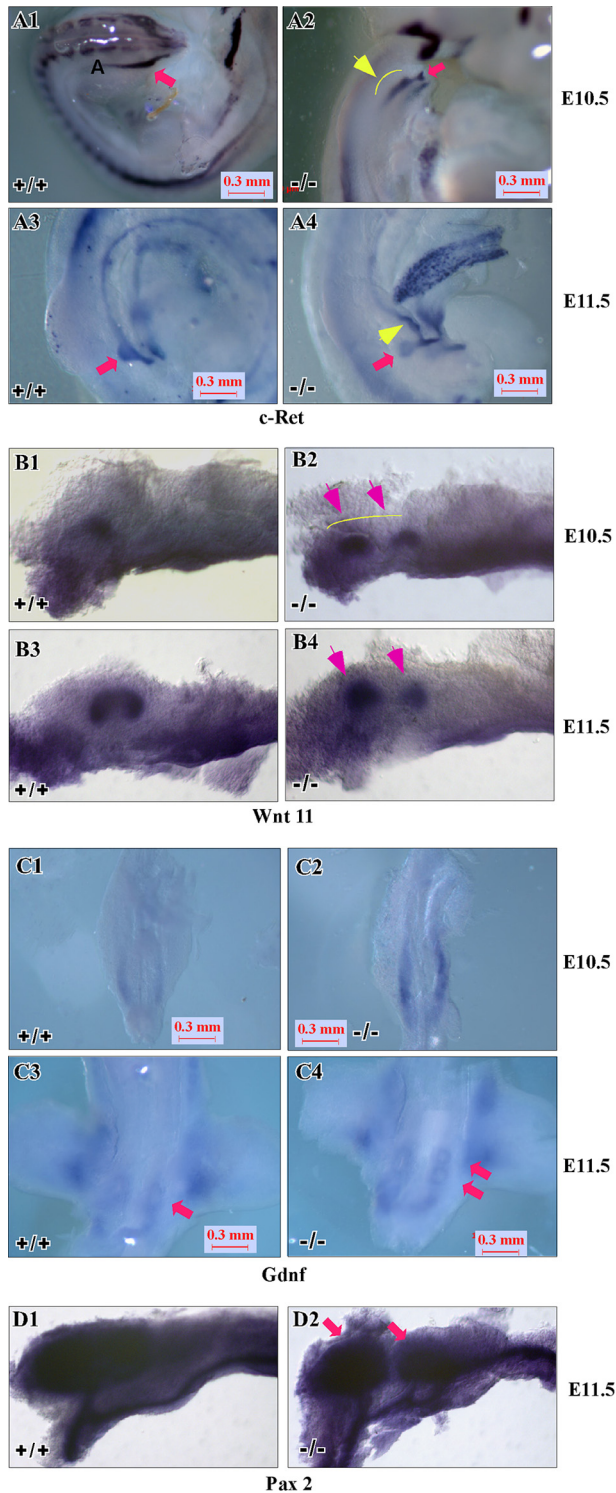 A1
A2
A
E10.5
+/+
0.3 mm
-/-
0.3 mm
A3
A4
E11.5
+/+
0.3 mm
-/-
0.3 mm
c-Ret
B1
B2
E10.5
+/+
-/-
B3
B4
E11.5
+/+
-/-
Wnt 11
C1
C2
E10.5
+/+
0.3 mm
0.3 mm
-/-
C3
C4
E11.5
+/+
0.3 mm
-/-
0.3 mm
Gdnf
D1
D2
E11.5
+/+
-/-
Pax 2